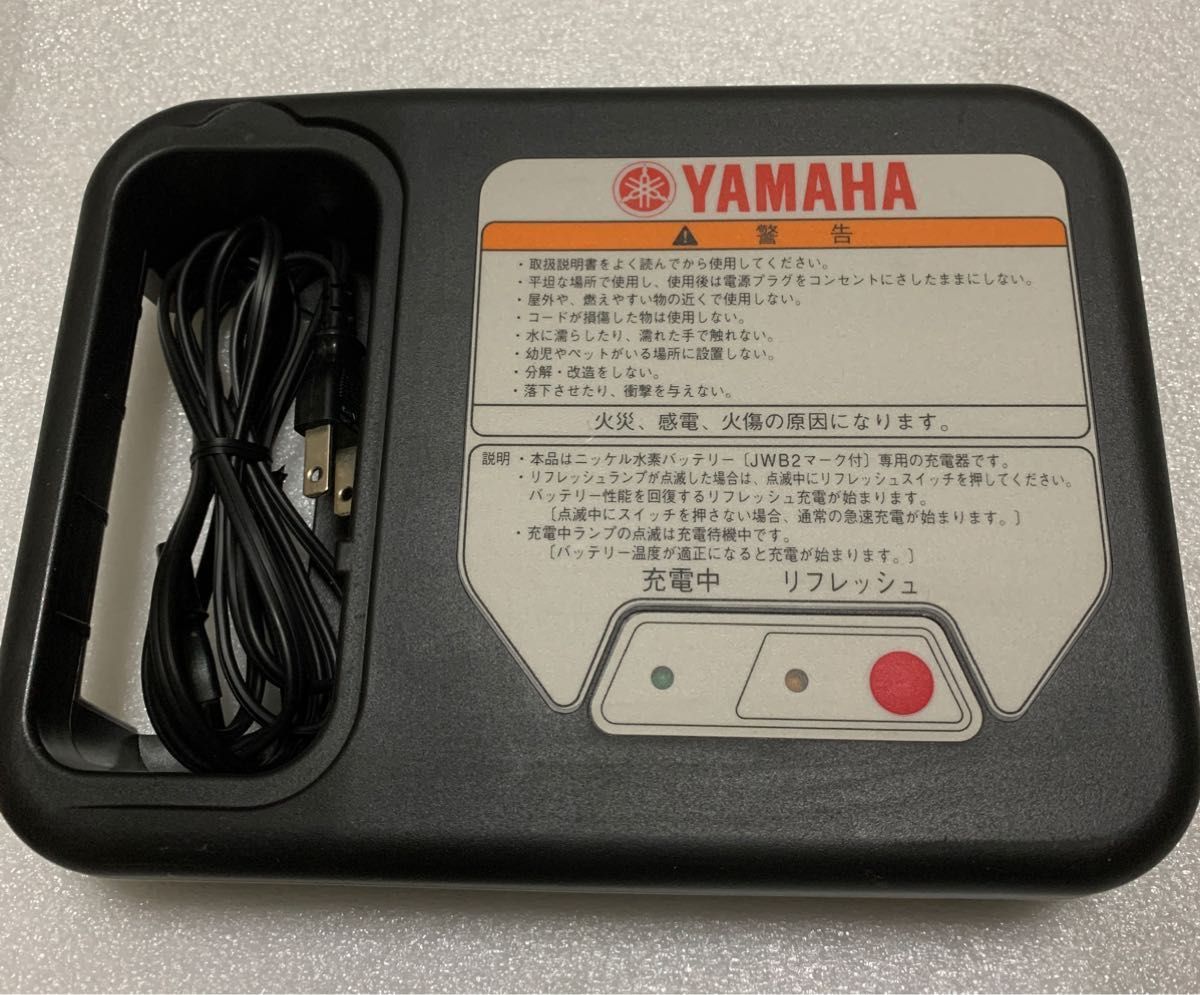 YAMAHA
警告
・取扱説明書をよく読んでから使用してください。
・平坦な場所で使用し、使用後は電源プラグをコンセントにさしたままにしない。
・屋外や、燃えやすい物の近くで使用しない。
・コードが損傷した物は使用しない。
・水に濡らしたり、濡れた手で触れない。
・幼児やペットがいる場所に設置しない。
・分解・改造をしない。
・落下させたり、衝撃を与えない。
火災、感電、火傷の原因になります。
説明・本品はニッケル水素バッテリー〔JWB2マーク付〕専用の充電器です。
・リフレッシュランプが点滅した場合は、点滅中にリフレッシュスイッチを押してください。
バッテリー性能を回復するリフレッシュ充電が始まります。
〔点滅中にスイッチを押さない場合、通常の急速充電が始まります。〕
・充電中ランプの点滅は充電待機中です。
〔バッテリー温度が適正になると充電が始まります。〕
充電中 リフレッシュ